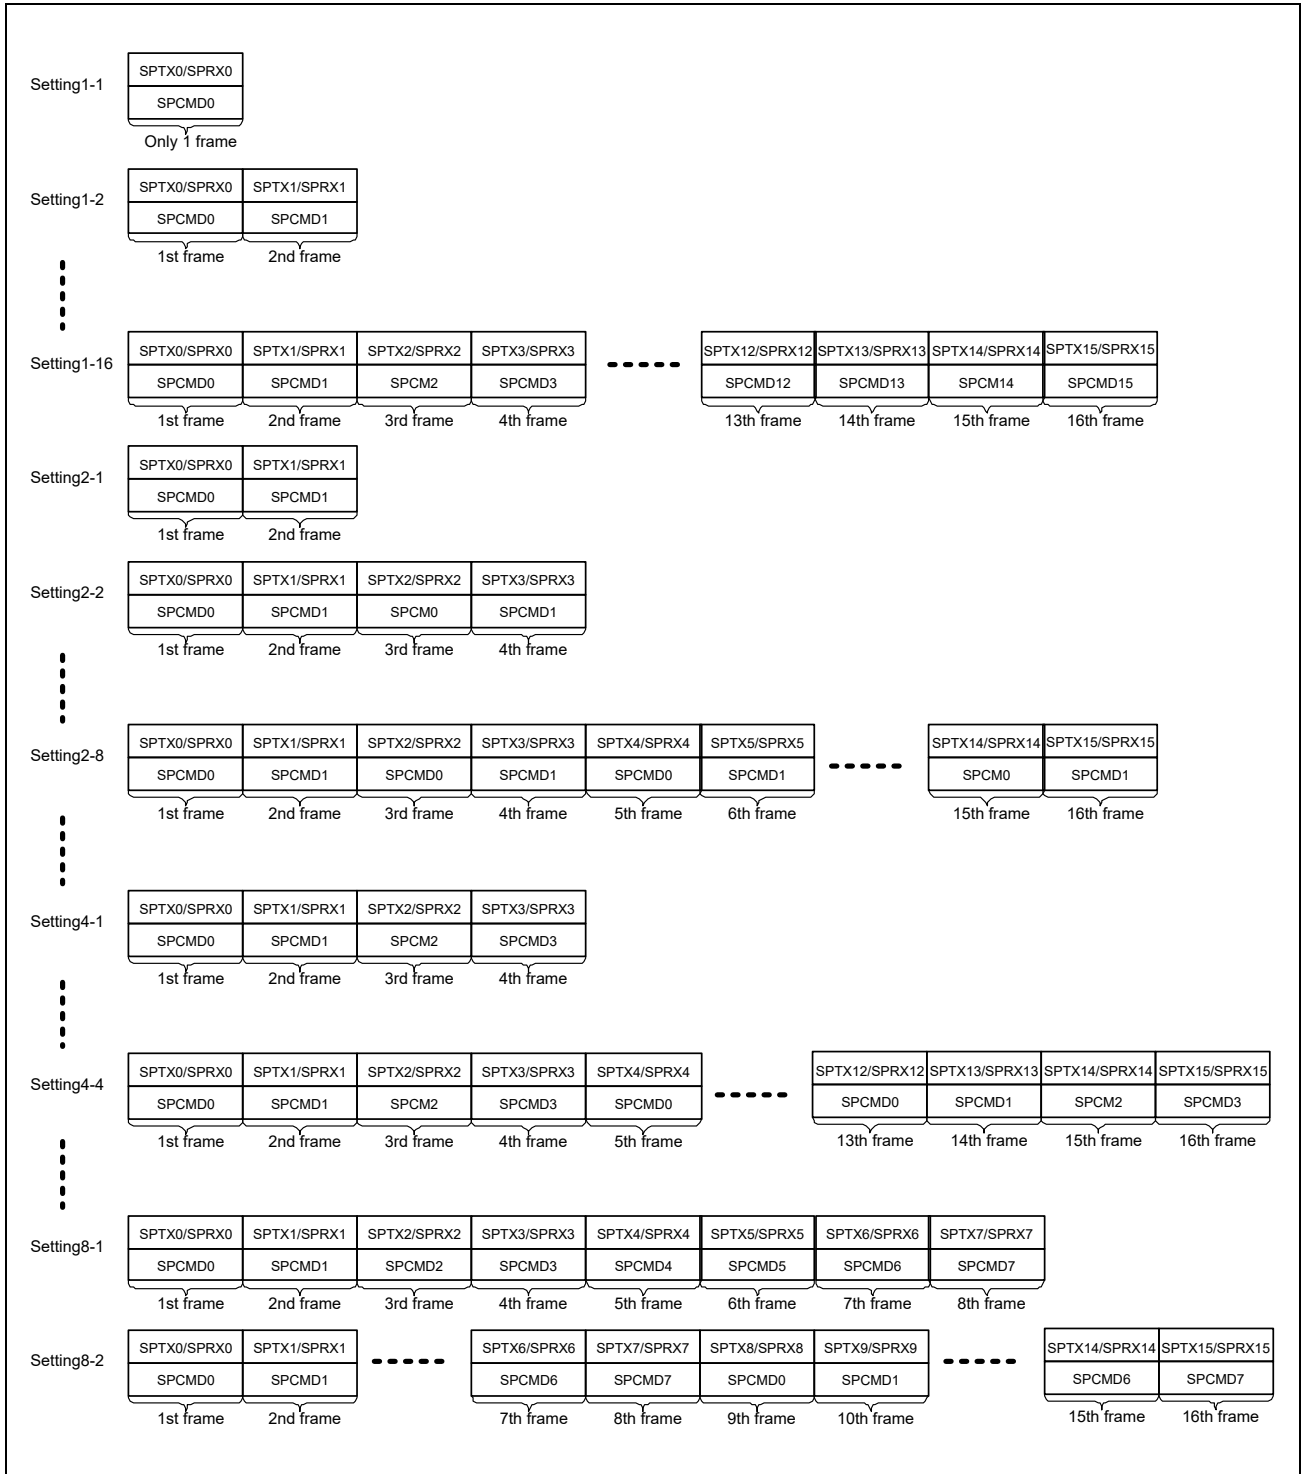 SPTX0/SPRX0
Setting1-1
SPCMD0
Only 1 frame
SPTX0/SPRX0 SPTX1/SPRX1
Setting1-2
SPCMD0 SPCMD1
1st frame 2nd frame
SPTX0/SPRX0 SPTX1/SPRX1 SPTX2/SPRX2 SPTX3/SPRX3 SPTX12/SPRX12 SPTX13/SPRX13 SPTX14/SPRX14 SPTX15/SPRX15
Setting1-16
SPCMD0 SPCMD1 SPCM2 SPCMD3 SPCMD12 SPCMD13 SPCM14 SPCMD15
1st frame 2nd frame 3rd frame 4th frame 13th frame 14th frame 15th frame 16th frame
SPTX0/SPRX0 SPTX1/SPRX1
Setting2-1
SPCMD0 SPCMD1
1st frame 2nd frame
SPTX0/SPRX0 SPTX1/SPRX1 SPTX2/SPRX2 SPTX3/SPRX3
Setting2-2
SPCMD0 SPCMD1 SPCM0 SPCMD1
1st frame 2nd frame 3rd frame 4th frame
SPTX0/SPRX0 SPTX1/SPRX1 SPTX2/SPRX2 SPTX3/SPRX3 SPTX4/SPRX4 SPTX5/SPRX5 SPTX14/SPRX14 SPTX15/SPRX15
Setting2-8
SPCMD0 SPCMD1 SPCMD0 SPCMD1 SPCMD0 SPCMD1 SPCM0 SPCMD1
1st frame 2nd frame 3rd frame 4th frame 5th frame 6th frame 15th frame 16th frame
SPTX0/SPRX0 SPTX1/SPRX1 SPTX2/SPRX2 SPTX3/SPRX3
Setting4-1
SPCMD0 SPCMD1 SPCM2 SPCMD3
1st frame 2nd frame 3rd frame 4th frame
SPTX0/SPRX0 SPTX1/SPRX1 SPTX2/SPRX2 SPTX3/SPRX3 SPTX4/SPRX4 SPTX12/SPRX12 SPTX13/SPRX13 SPTX14/SPRX14 SPTX15/SPRX15
Setting4-4
SPCMD0 SPCMD1 SPCM2 SPCMD3 SPCMD0 SPCMD0 SPCMD1 SPCM2 SPCMD3
1st frame 2nd frame 3rd frame 4th frame 5th frame 13th frame 14th frame 15th frame 16th frame
SPTX0/SPRX0 SPTX1/SPRX1 SPTX2/SPRX2 SPTX3/SPRX3 SPTX4/SPRX4 SPTX5/SPRX5 SPTX6/SPRX6 SPTX7/SPRX7
Setting8-1
SPCMD0 SPCMD1 SPCMD2 SPCMD3 SPCMD4 SPCMD5 SPCMD6 SPCMD7
1st frame 2nd frame 3rd frame 4th frame 5th frame 6th frame 7th frame 8th frame
SPTX0/SPRX0 SPTX1/SPRX1 SPTX6/SPRX6 SPTX7/SPRX7 SPTX8/SPRX8 SPTX9/SPRX9 SPTX14/SPRX14 SPTX15/SPRX15
Setting8-2
SPCMD0 SPCMD1 SPCMD6 SPCMD7 SPCMD0 SPCMD1 SPCMD6 SPCMD7
1st frame 2nd frame 7th frame 8th frame 9th frame 10th frame 15th frame 16th frame